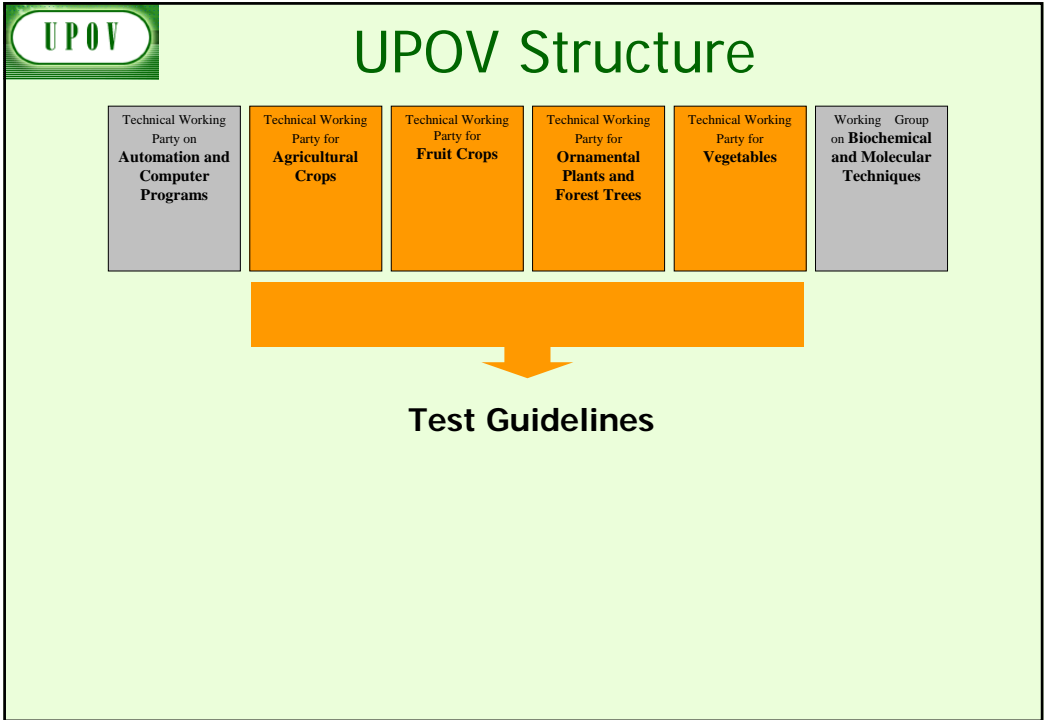 UPOV
UPOV Structure
Technical Working
Party on
Automation and
Computer
Programs
Technical Working
Party for
Agricultural
Crops
Technical Working
Party for
Fruit Crops
Technical Working
Party for
Ornamental
Plants and
Forest Trees
Technical Working
Party for
Vegetables
Working Group
on Biochemical
and Molecular
Techniques
Test Guidelines